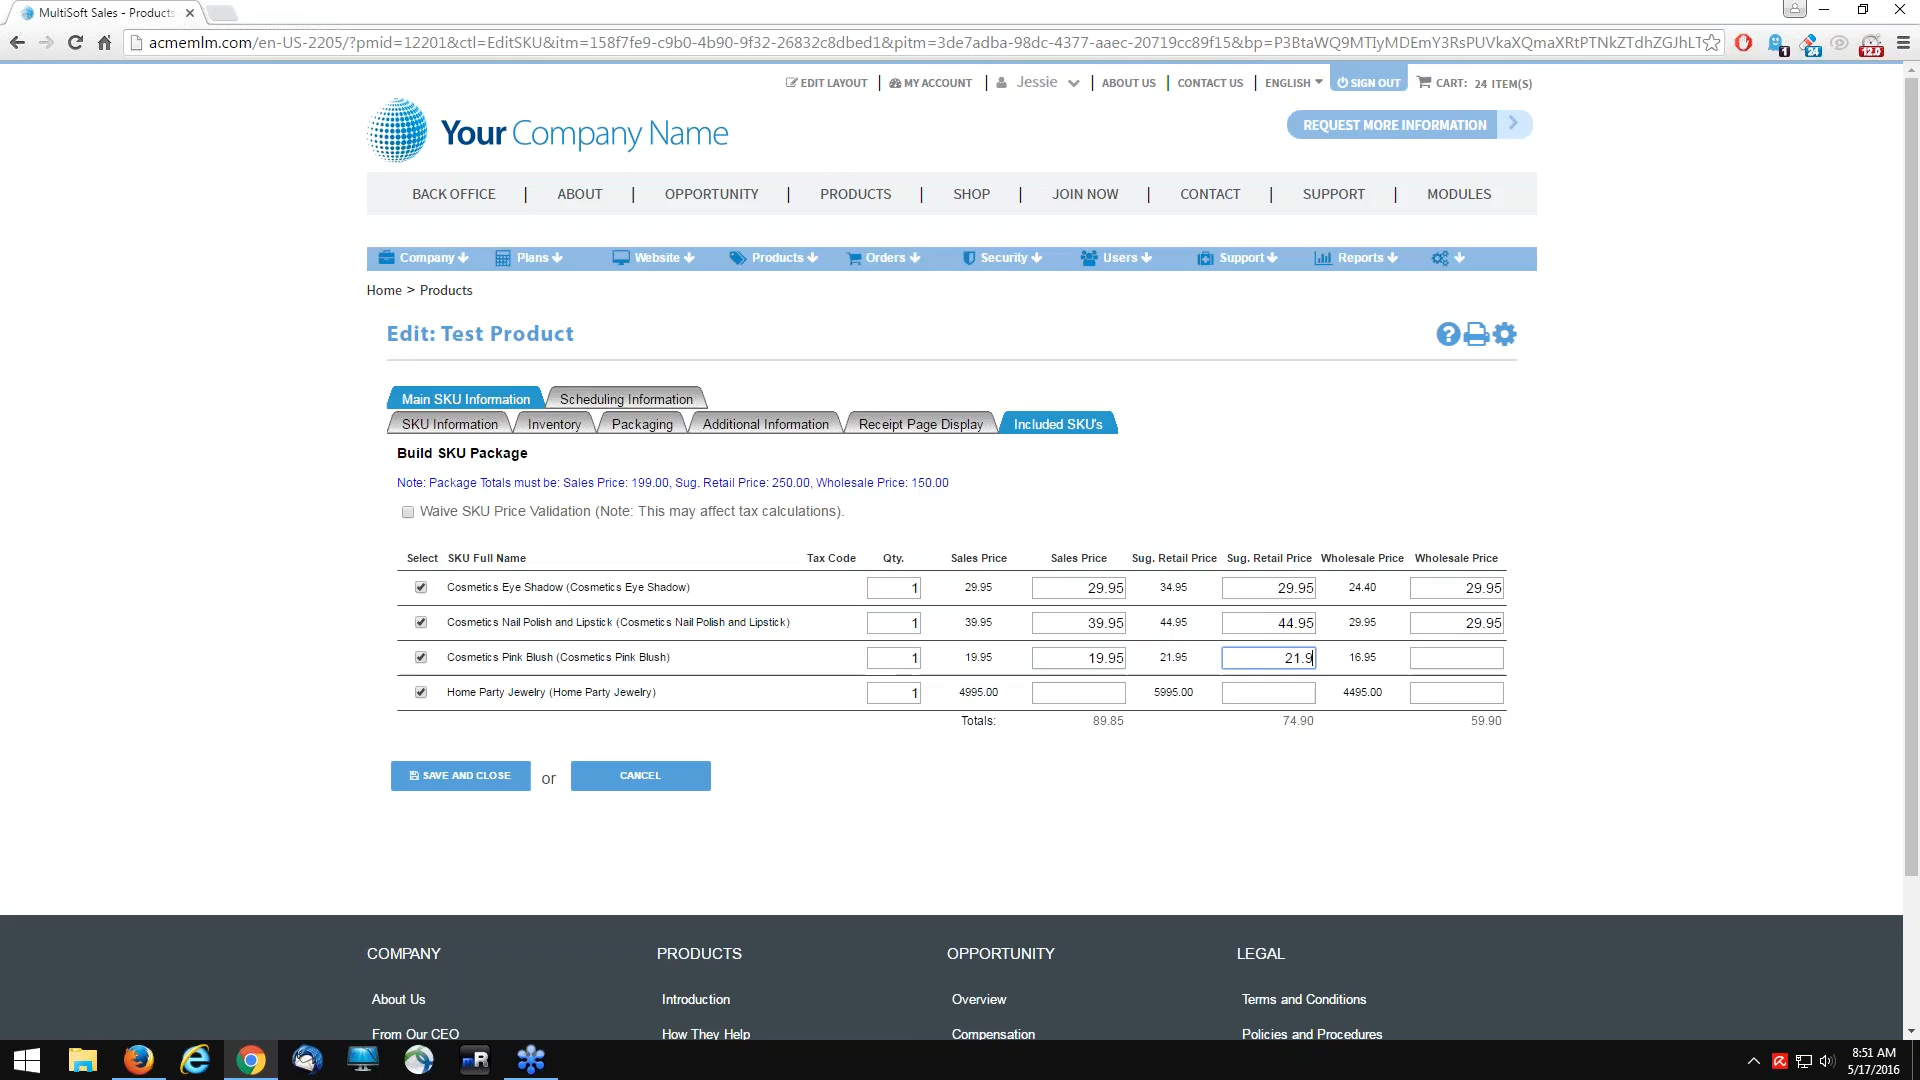 MultiSoft Sales - Products
acmemlm.com/en-US-2205/?pmid=12201&ctl=EditSKU&itm=158f7fe9-c9b0-4b90-9f32-26832c8dbed1&pitm=3de7adba-98dc-4377-aaec-20719cc89f15&bp=P3BtaWQ9MTIyMDEmY3RsPUVkaXQmaXRtPTNkZTdhZGJhLT
1 24 12.0
EDIT LAYOUT | MY ACCOUNT | Jessie | ABOUT US | CONTACT US | ENGLISH SIGN OUT CART: 24 ITEM(S)
Your Company Name
REQUEST MORE INFORMATION
BACK OFFICE | ABOUT | OPPORTUNITY | PRODUCTS | SHOP | JOIN NOW | CONTACT | SUPPORT | MODULES
Company Plans Website Products Orders Security Users Support Reports
Home > Products
Edit: Test Product
Main SKU Information Scheduling Information
SKU Information Inventory Packaging Additional Information Receipt Page Display Included SKU's
Build SKU Package
Note: Package Totals must be: Sales Price: 199.00, Sug. Retail Price: 250.00, Wholesale Price: 150.00
Waive SKU Price Validation (Note: This may affect tax calculations).
Select SKU Full Name Tax Code Qty. Sales Price Sales Price Sug. Retail Price Sug. Retail Price Wholesale Price Wholesale Price
Cosmetics Eye Shadow (Cosmetics Eye Shadow) 1 29.95 29.95 34.95 29.95 24.40 29.95
Cosmetics Nail Polish and Lipstick (Cosmetics Nail Polish and Lipstick) 1 39.95 39.95 44.95 44.95 29.95 29.95
Cosmetics Pink Blush (Cosmetics Pink Blush) 1 19.95 19.95 21.95 21.9 16.95
Home Party Jewelry (Home Party Jewelry) 1 4995.00 5995.00 4495.00
Totals: 89.85 74.90 59.90
SAVE AND CLOSE or CANCEL
COMPANY PRODUCTS OPPORTUNITY LEGAL
About Us Introduction Overview Terms and Conditions
From Our CEO How They Help Compensation Policies and Procedures
mR
8:51 AM
5/17/2016